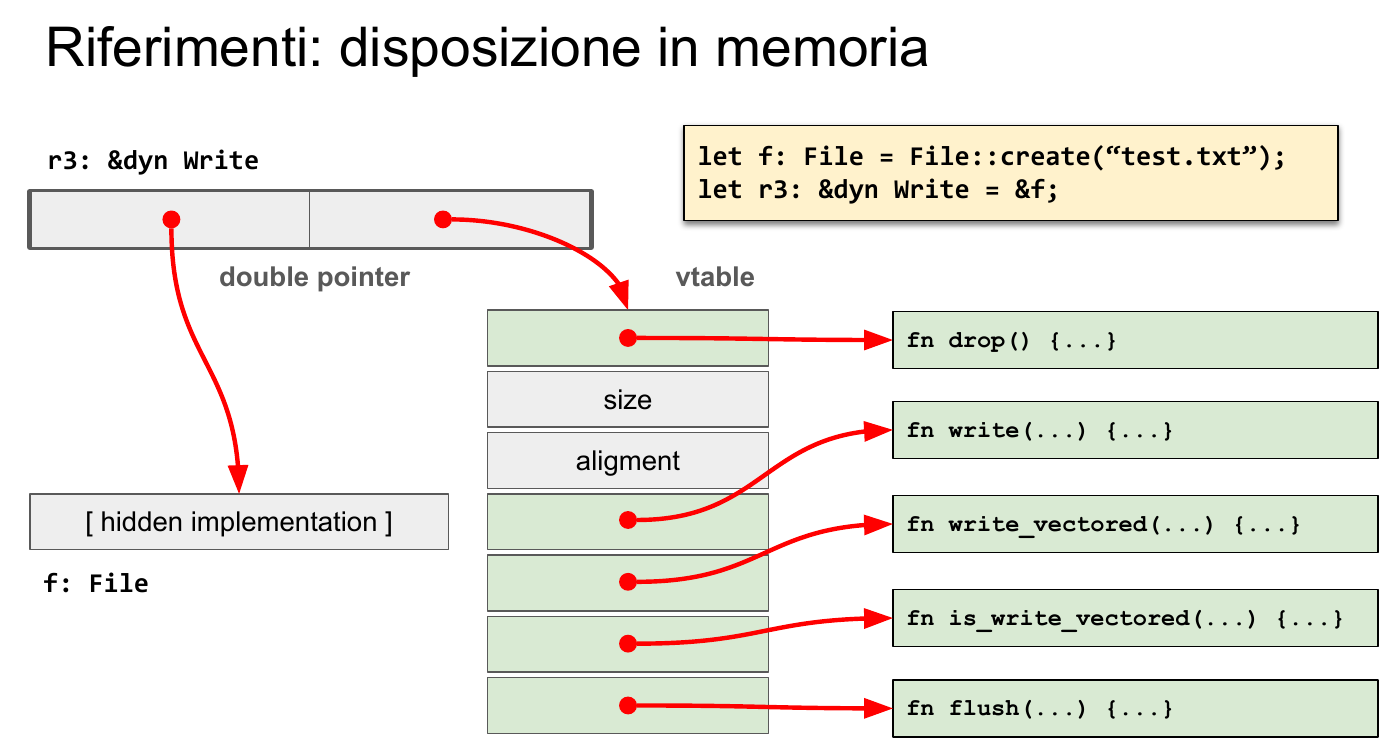 Riferimenti: disposizione in memoria
r3: &dyn Write
let f: File = File::create(“test.txt”);
let r3: &dyn Write = &f;
double pointer
vtable
fn drop() {...}
size
fn write(...) {...}
aligment
[ hidden implementation ]
fn write_vectored(...) {...}
f: File
fn is_write_vectored(...) {...}
fn flush(...) {...}